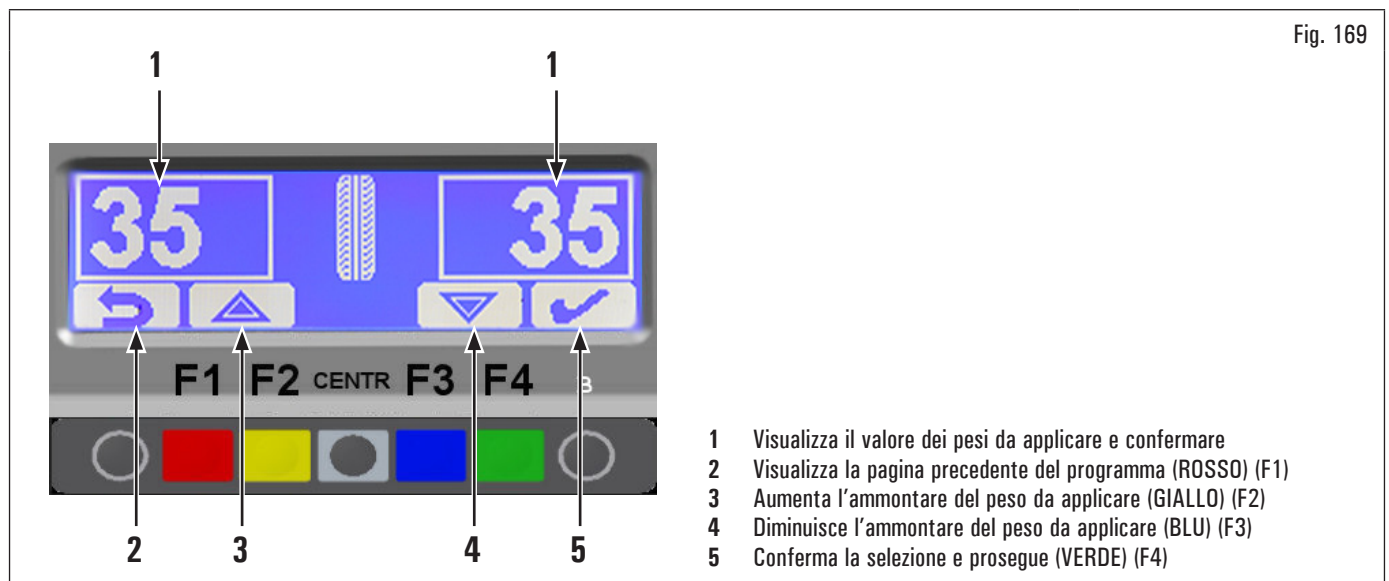 Fig. 169
1 1
35 35
F1 F2 CENTR F3 F4 B
2 3 4 5
1 Visualizza il valore dei pesi da applicare e confermare
2 Visualizza la pagina precedente del programma (ROSSO) (F1)
3 Aumenta l’ammontare del peso da applicare (GIALLO) (F2)
4 Diminuisce l’ammontare del peso da applicare (BLU) (F3)
5 Conferma la selezione e prosegue (VERDE) (F4)